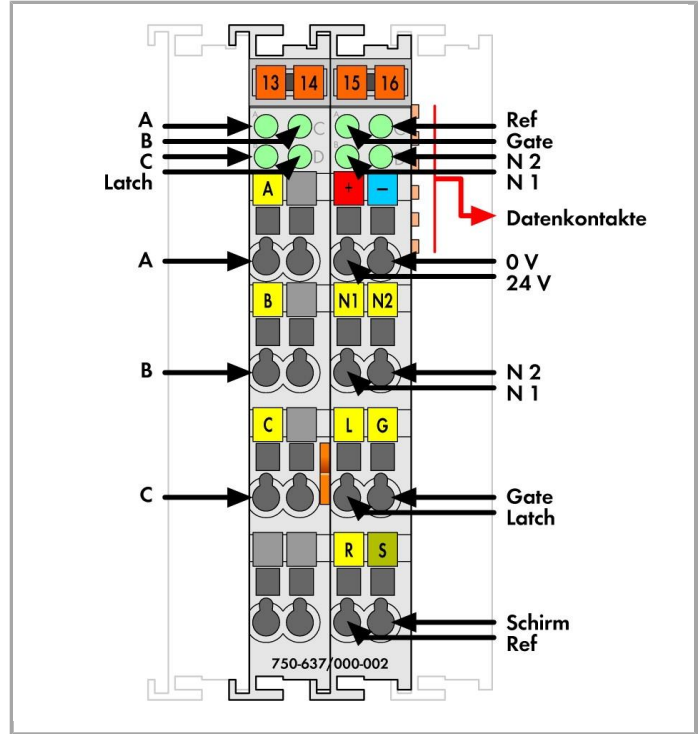 13 14 15 16
A
B
C
Latch
Ref
Gate
N 2
N 1
A C A C
B D B D
A + −
Datenkontakte
A
0 V
24 V
B N1 N2
B
N 2
N 1
C L G
C
Gate
Latch
R S
Schirm
Ref
750-637/000-002